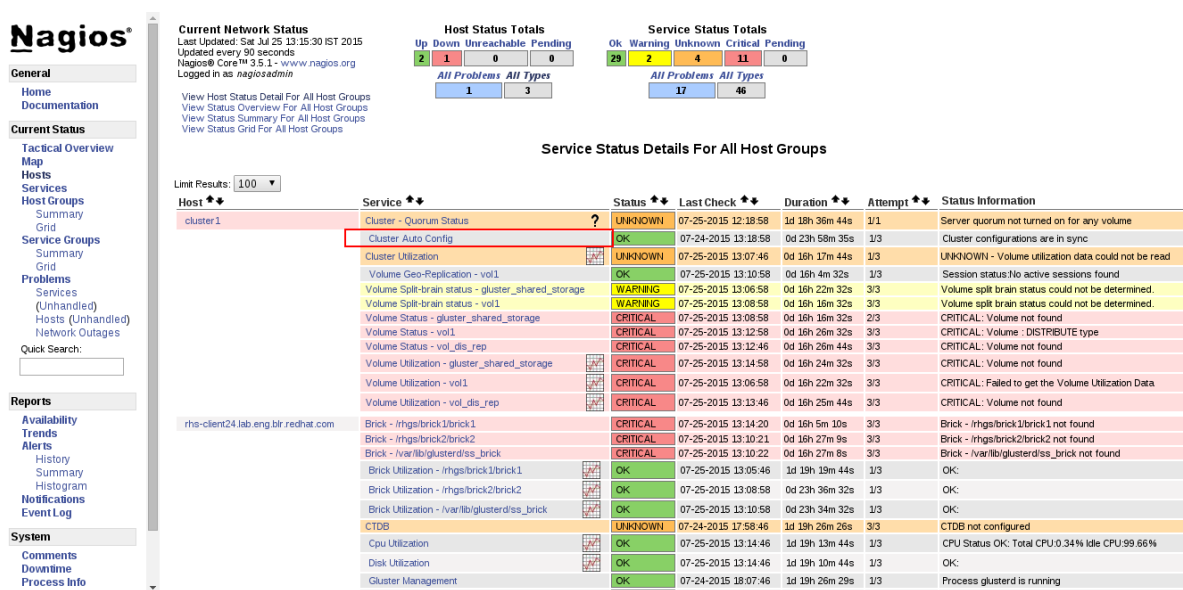 Nagios®
General
Home
Documentation
Current Status
Tactical Overview
Map
Hosts
Services
Host Groups
Summary
Grid
Service Groups
Summary
Grid
Problems
Services
(Unhandled)
Hosts (Unhandled)
Network Outages
Quick Search:
Reports
Availability
Trends
Alerts
History
Summary
Histogram
Notifications
Event Log
System
Comments
Downtime
Process Info
Current Network Status
Last Updated: Sat Jul 25 13:15:30 IST 2015
Updated every 90 seconds
Nagios® Core™ 3.5.1 - www.nagios.org
Logged in as nagiosadmin
View Host Status Detail For All Host Groups
View Status Overview For All Host Groups
View Status Summary For All Host Groups
View Status Grid For All Host Groups
Host Status Totals
Up Down Unreachable Pending
2 1 0 0
All Problems All Types
1 3
Service Status Totals
Ok Warning Unknown Critical Pending
29 2 4 11 0
All Problems All Types
17 46
Service Status Details For All Host Groups
Limit Results: 100
Host Service Status Last Check Duration Attempt Status Information
cluster1 Cluster - Quorum Status ? UNKNOWN 07-25-2015 12:18:58 1d 18h 36m 44s 1/1 Server quorum not turned on for any volume
Cluster Auto Config OK 07-24-2015 13:18:58 0d 23h 58m 35s 1/3 Cluster configurations are in sync
Cluster Utilization UNKNOWN 07-25-2015 13:07:46 0d 16h 17m 44s 1/3 UNKNOWN - Volume utilization data could not be read
Volume Geo-Replication - vol1 OK 07-25-2015 13:10:58 0d 16h 4m 32s 1/3 Session status:No active sessions found
Volume Split-brain status - gluster_shared_storage WARNING 07-25-2015 13:06:58 0d 16h 22m 32s 3/3 Volume split brain status could not be determined.
Volume Split-brain status - vol1 WARNING 07-25-2015 13:08:58 0d 16h 16m 32s 3/3 Volume split brain status could not be determined.
Volume Status - gluster_shared_storage CRITICAL 07-25-2015 13:08:58 0d 16h 16m 32s 2/3 CRITICAL: Volume not found
Volume Status - vol1 CRITICAL 07-25-2015 13:12:58 0d 16h 26m 32s 3/3 CRITICAL: Volume : DISTRIBUTE type
Volume Status - vol_dis_rep CRITICAL 07-25-2015 13:12:46 0d 16h 26m 44s 3/3 CRITICAL: Volume not found
Volume Utilization - gluster_shared_storage CRITICAL 07-25-2015 13:14:58 0d 16h 24m 32s 3/3 CRITICAL: Volume not found
Volume Utilization - vol1 CRITICAL 07-25-2015 13:06:58 0d 16h 22m 32s 3/3 CRITICAL: Failed to get the Volume Utilization Data
Volume Utilization - vol_dis_rep CRITICAL 07-25-2015 13:13:46 0d 16h 25m 44s 3/3 CRITICAL: Volume not found
rhs-client24.lab.eng.blr.redhat.com Brick - /rhgs/brick1/brick1 CRITICAL 07-25-2015 13:14:20 0d 16h 5m 10s 3/3 Brick - /rhgs/brick1/brick1 not found
Brick - /rhgs/brick2/brick2 CRITICAL 07-25-2015 13:10:21 0d 16h 27m 9s 3/3 Brick - /rhgs/brick2/brick2 not found
Brick - /var/lib/glusterd/ss_brick CRITICAL 07-25-2015 13:10:22 0d 16h 27m 8s 3/3 Brick - /var/lib/glusterd/ss_brick not found
Brick Utilization - /rhgs/brick1/brick1 OK 07-25-2015 13:05:46 1d 19h 19m 44s 1/3 OK:
Brick Utilization - /rhgs/brick2/brick2 OK 07-25-2015 13:08:58 0d 23h 36m 32s 1/3 OK:
Brick Utilization - /var/lib/glusterd/ss_brick OK 07-25-2015 13:10:58 0d 23h 34m 32s 1/3 OK:
CTDB UNKNOWN 07-24-2015 17:58:46 1d 19h 26m 26s 3/3 CTDB not configured
Cpu Utilization OK 07-25-2015 13:14:46 1d 19h 13m 44s 1/3 CPU Status OK: Total CPU:0.34% Idle CPU:99.66%
Disk Utilization OK 07-25-2015 13:14:46 1d 19h 10m 44s 1/3 OK:
Gluster Management OK 07-24-2015 18:07:46 1d 19h 26m 29s 1/3 Process glusterd is running